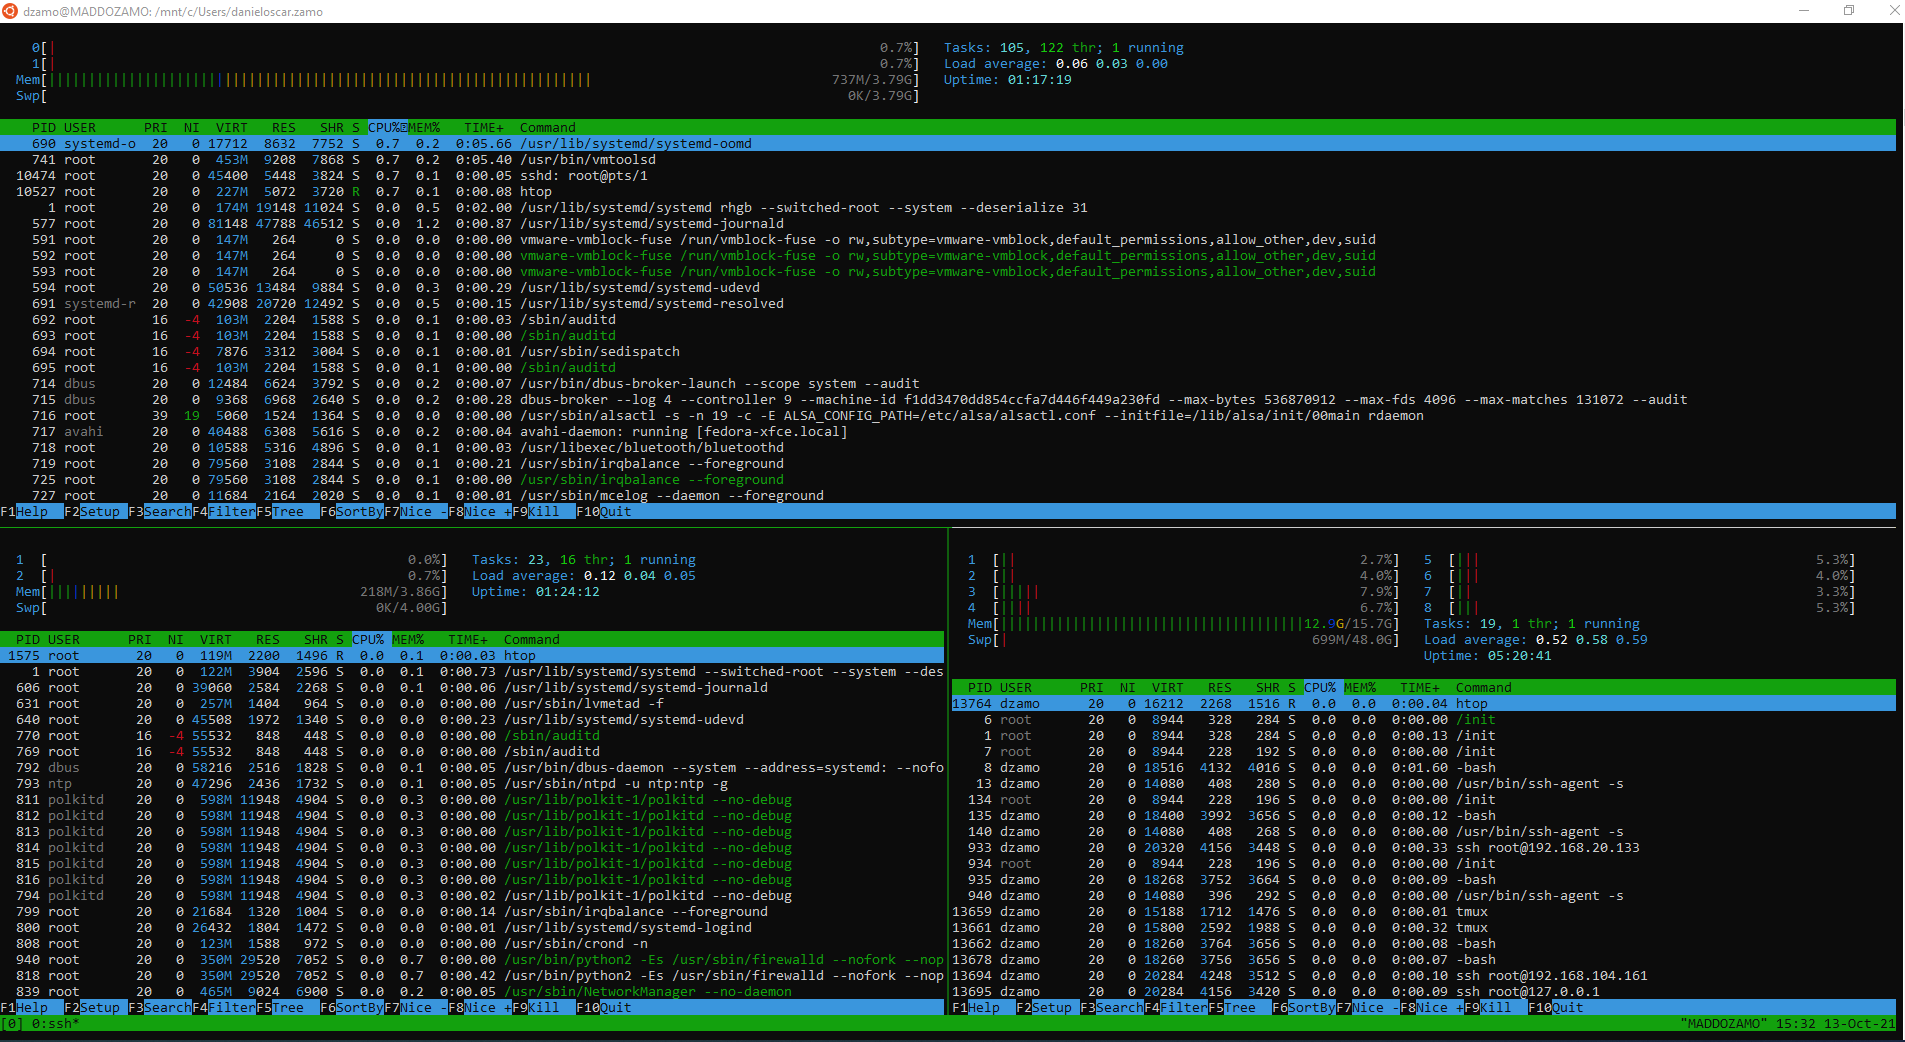 dzamo@MADDOZAMO: /mnt/c/Users/danieloscar.zamo
0[| 0.7%] Tasks: 105, 122 thr; 1 running
1[| 0.7%] Load average: 0.06 0.03 0.00
Mem[||||||||||||||||||||||||||||||||||||||||||||||||||||||||||||||||||||| 737M/3.79G] Uptime: 01:17:19
Swp[ 0K/3.79G]
PID USER PRI NI VIRT RES SHR S CPU% MEM% TIME+ Command
690 systemd-o 20 0 17712 8632 7752 S 0.7 0.2 0:05.66 /usr/lib/systemd/systemd-oomd
741 root 20 0 453M 9208 7868 S 0.7 0.2 0:05.40 /usr/bin/vmtoolsd
10474 root 20 0 45400 5448 3824 S 0.7 0.1 0:00.05 sshd: root@pts/1
10527 root 20 0 227M 5072 3720 R 0.7 0.1 0:00.08 htop
1 root 20 0 174M 19148 11024 S 0.0 0.5 0:02.00 /usr/lib/systemd/systemd rhgb --switched-root --system --deserialize 31
577 root 20 0 81148 47788 46512 S 0.0 1.2 0:00.87 /usr/lib/systemd/systemd-journald
591 root 20 0 147M 264 0 S 0.0 0.0 0:00.00 vmware-vmblock-fuse /run/vmblock-fuse -o rw,subtype=vmware-vmblock,default_permissions,allow_other,dev,suid
592 root 20 0 147M 264 0 S 0.0 0.0 0:00.00 vmware-vmblock-fuse /run/vmblock-fuse -o rw,subtype=vmware-vmblock,default_permissions,allow_other,dev,suid
593 root 20 0 147M 264 0 S 0.0 0.0 0:00.00 vmware-vmblock-fuse /run/vmblock-fuse -o rw,subtype=vmware-vmblock,default_permissions,allow_other,dev,suid
594 root 20 0 50536 13484 9884 S 0.0 0.3 0:00.29 /usr/lib/systemd/systemd-udevd
691 systemd-r 20 0 42908 20720 12492 S 0.0 0.5 0:00.15 /usr/lib/systemd/systemd-resolved
692 root 16 -4 103M 2204 1588 S 0.0 0.1 0:00.03 /sbin/auditd
693 root 16 -4 103M 2204 1588 S 0.0 0.1 0:00.00 /sbin/auditd
694 root 16 -4 7876 3312 3004 S 0.0 0.1 0:00.01 /usr/sbin/sedispatch
695 root 16 -4 103M 2204 1588 S 0.0 0.1 0:00.00 /sbin/auditd
714 dbus 20 0 12484 6624 3792 S 0.0 0.2 0:00.07 /usr/bin/dbus-broker-launch --scope system --audit
715 dbus 20 0 9368 6968 2640 S 0.0 0.2 0:00.28 dbus-broker --log 4 --controller 9 --machine-id f1dd3470dd854ccfa7d446f449a230fd --max-bytes 536870912 --max-fds 4096 --max-matches 131072 --audit
716 root 39 19 5060 1524 1364 S 0.0 0.0 0:00.00 /usr/sbin/alsactl -s -n 19 -c -E ALSA_CONFIG_PATH=/etc/alsa/alsactl.conf --initfile=/lib/alsa/init/00main rdaemon
717 avahi 20 0 40488 6308 5616 S 0.0 0.2 0:00.04 avahi-daemon: running [fedora-xfce.local]
718 root 20 0 10588 5316 4896 S 0.0 0.1 0:00.03 /usr/libexec/bluetooth/bluetoothd
719 root 20 0 79560 3108 2844 S 0.0 0.1 0:00.21 /usr/sbin/irqbalance --foreground
725 root 20 0 79560 3108 2844 S 0.0 0.1 0:00.00 /usr/sbin/irqbalance --foreground
727 root 20 0 11684 2164 2020 S 0.0 0.1 0:00.01 /usr/sbin/mcelog --daemon --foreground
F1Help F2Setup F3SearchF4FilterF5Tree F6SortByF7Nice -F8Nice +F9Kill F10Quit
1 [ 0.0%] Tasks: 23, 16 thr; 1 running
2 [| 0.7%] Load average: 0.12 0.04 0.05
Mem[||||||||| 218M/3.86G] Uptime: 01:24:12
Swp[ 0K/4.00G]
PID USER PRI NI VIRT RES SHR S CPU% MEM% TIME+ Command
1575 root 20 0 119M 2200 1496 R 0.0 0.1 0:00.03 htop
1 root 20 0 122M 3904 2596 S 0.0 0.1 0:00.73 /usr/lib/systemd/systemd --switched-root --system --des
606 root 20 0 39060 2584 2268 S 0.0 0.1 0:00.06 /usr/lib/systemd/systemd-journald
631 root 20 0 257M 1404 964 S 0.0 0.0 0:00.00 /usr/sbin/lvmetad -f
640 root 20 0 45508 1972 1340 S 0.0 0.0 0:00.23 /usr/lib/systemd/systemd-udevd
770 root 16 -4 55532 848 448 S 0.0 0.0 0:00.00 /sbin/auditd
769 root 16 -4 55532 848 448 S 0.0 0.0 0:00.00 /sbin/auditd
792 dbus 20 0 58216 2516 1828 S 0.0 0.1 0:00.05 /usr/bin/dbus-daemon --system --address=systemd: --nofo
793 ntp 20 0 47296 2436 1732 S 0.0 0.1 0:00.05 /usr/sbin/ntpd -u ntp:ntp -g
811 polkitd 20 0 598M 11948 4904 S 0.0 0.3 0:00.00 /usr/lib/polkit-1/polkitd --no-debug
812 polkitd 20 0 598M 11948 4904 S 0.0 0.3 0:00.00 /usr/lib/polkit-1/polkitd --no-debug
813 polkitd 20 0 598M 11948 4904 S 0.0 0.3 0:00.00 /usr/lib/polkit-1/polkitd --no-debug
814 polkitd 20 0 598M 11948 4904 S 0.0 0.3 0:00.00 /usr/lib/polkit-1/polkitd --no-debug
815 polkitd 20 0 598M 11948 4904 S 0.0 0.3 0:00.00 /usr/lib/polkit-1/polkitd --no-debug
816 polkitd 20 0 598M 11948 4904 S 0.0 0.3 0:00.00 /usr/lib/polkit-1/polkitd --no-debug
794 polkitd 20 0 598M 11948 4904 S 0.0 0.3 0:00.02 /usr/lib/polkit-1/polkitd --no-debug
799 root 20 0 21684 1320 1004 S 0.0 0.0 0:00.14 /usr/sbin/irqbalance --foreground
800 root 20 0 26432 1804 1472 S 0.0 0.0 0:00.01 /usr/lib/systemd/systemd-logind
808 root 20 0 123M 1588 972 S 0.0 0.0 0:00.00 /usr/sbin/crond -n
940 root 20 0 350M 29520 7052 S 0.0 0.7 0:00.00 /usr/bin/python2 -Es /usr/sbin/firewalld --nofork --nop
818 root 20 0 350M 29520 7052 S 0.0 0.7 0:00.42 /usr/bin/python2 -Es /usr/sbin/firewalld --nofork --nop
839 root 20 0 465M 9024 6900 S 0.0 0.2 0:00.05 /usr/sbin/NetworkManager --no-daemon
F1Help F2Setup F3SearchF4FilterF5Tree F6SortByF7Nice -F8Nice +F9Kill F10Quit
1 [|| 2.7%] 5 [||| 5.3%]
2 [|| 4.0%] 6 [||| 4.0%]
3 [||||| 7.9%] 7 [|| 3.3%]
4 [|||| 6.7%] 8 [||| 5.3%]
Mem[||||||||||||||||||||||||||||||||||||||12.9G/15.7G] Tasks: 19, 1 thr; 1 running
Swp[| 699M/48.0G] Load average: 0.52 0.58 0.59
Uptime: 05:20:41
PID USER PRI NI VIRT RES SHR S CPU% MEM% TIME+ Command
13764 dzamo 20 0 16212 2268 1516 R 0.0 0.0 0:00.04 htop
6 root 20 0 8944 328 284 S 0.0 0.0 0:00.00 /init
1 root 20 0 8944 328 284 S 0.0 0.0 0:00.13 /init
7 root 20 0 8944 228 192 S 0.0 0.0 0:00.00 /init
8 dzamo 20 0 18516 4132 4016 S 0.0 0.0 0:01.60 -bash
13 dzamo 20 0 14080 408 280 S 0.0 0.0 0:00.00 /usr/bin/ssh-agent -s
134 root 20 0 8944 228 196 S 0.0 0.0 0:00.00 /init
135 dzamo 20 0 18400 3992 3656 S 0.0 0.0 0:00.12 -bash
140 dzamo 20 0 14080 408 268 S 0.0 0.0 0:00.00 /usr/bin/ssh-agent -s
933 dzamo 20 0 20320 4156 3448 S 0.0 0.0 0:00.33 ssh root@192.168.20.133
934 root 20 0 8944 228 196 S 0.0 0.0 0:00.00 /init
935 dzamo 20 0 18268 3752 3664 S 0.0 0.0 0:00.09 -bash
940 dzamo 20 0 14080 396 292 S 0.0 0.0 0:00.00 /usr/bin/ssh-agent -s
13659 dzamo 20 0 15188 1712 1476 S 0.0 0.0 0:00.01 tmux
13661 dzamo 20 0 15800 2592 1988 S 0.0 0.0 0:00.32 tmux
13662 dzamo 20 0 18260 3764 3656 S 0.0 0.0 0:00.08 -bash
13678 dzamo 20 0 18260 3756 3656 S 0.0 0.0 0:00.07 -bash
13694 dzamo 20 0 20284 4248 3512 S 0.0 0.0 0:00.10 ssh root@192.168.104.161
13695 dzamo 20 0 20284 4156 3420 S 0.0 0.0 0:00.09 ssh root@127.0.0.1
F1Help F2Setup F3SearchF4FilterF5Tree F6SortByF7Nice -F8Nice +F9Kill F10Quit
[0] 0:ssh* "MADDOZAMO" 15:32 13-Oct-21